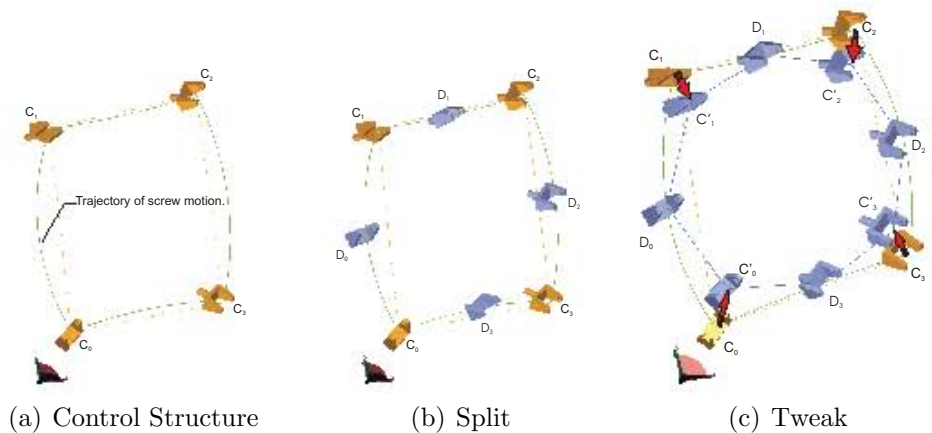 C₁
C₂
Trajectory of screw motion.
C₀
C₃
(a) Control Structure
C₁
D₁
C₂
D₀
D₂
C₀
D₃
C₃
(b) Split
C₁
D₁
C₂
C'₁
C'₂
D₀
D₂
C'₀
C'₃
C₀
D₃
C₃
(c) Tweak